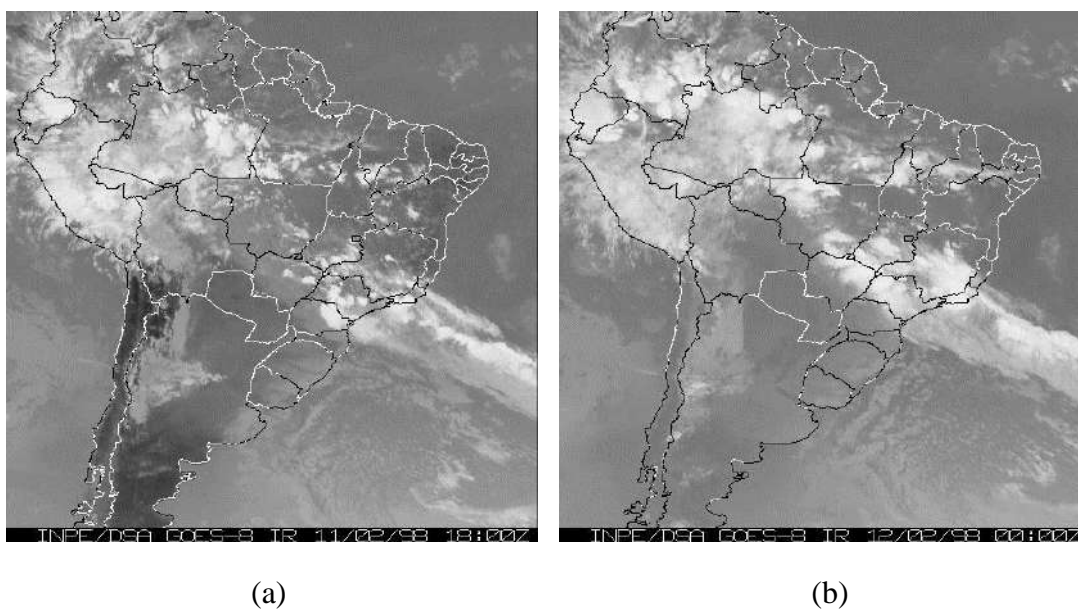 INPE/DSA GOES-8 IR 11/02/98 18:00Z
INPE/DSA GOES-8 IR 12/02/98 00:00Z
(a)
(b)